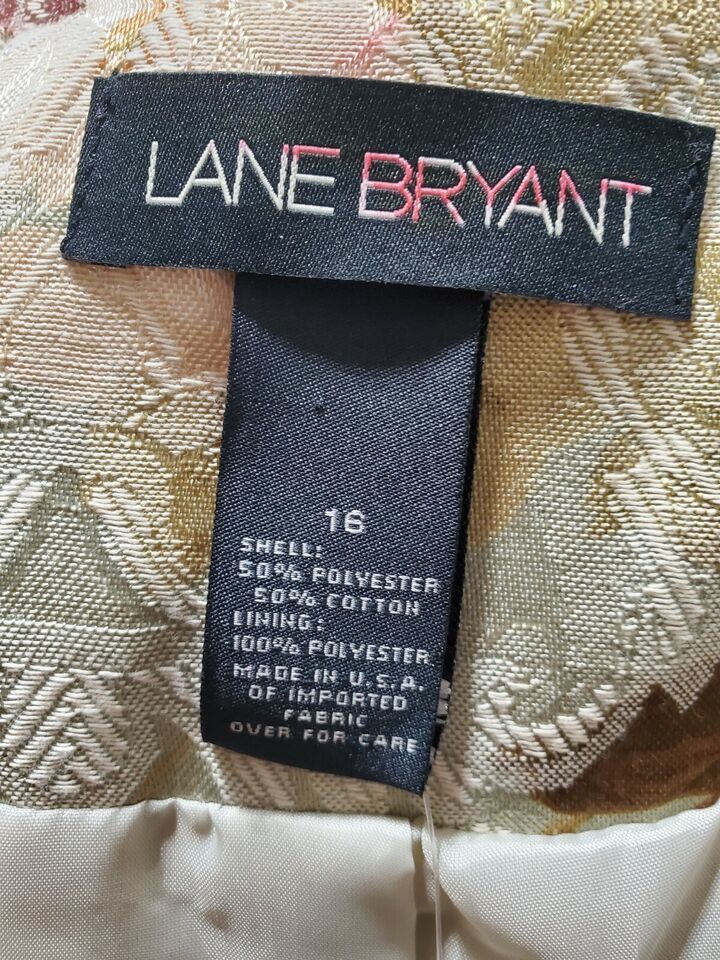 LANE BRYANT
16
SHELL:
50% POLYESTER
50% COTTON
LINING:
100% POLYESTER
MADE IN U.S.A.
OF IMPORTED
FABRIC
OVER FOR CARE